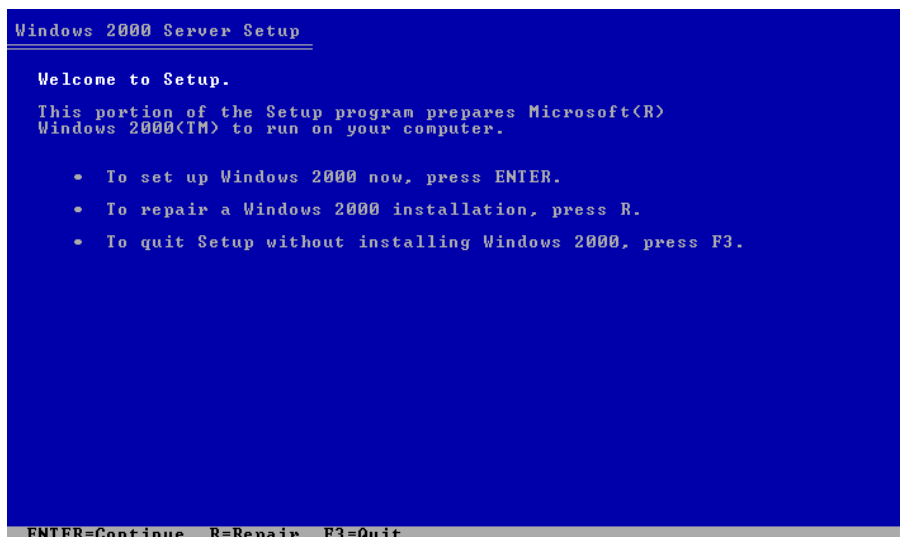 Windows 2000 Server Setup
Welcome to Setup.
This portion of the Setup program prepares Microsoft(R)
Windows 2000(TM) to run on your computer.
• To set up Windows 2000 now, press ENTER.
• To repair a Windows 2000 installation, press R.
• To quit Setup without installing Windows 2000, press F3.
ENTER=Continue R=Repair F3=Quit